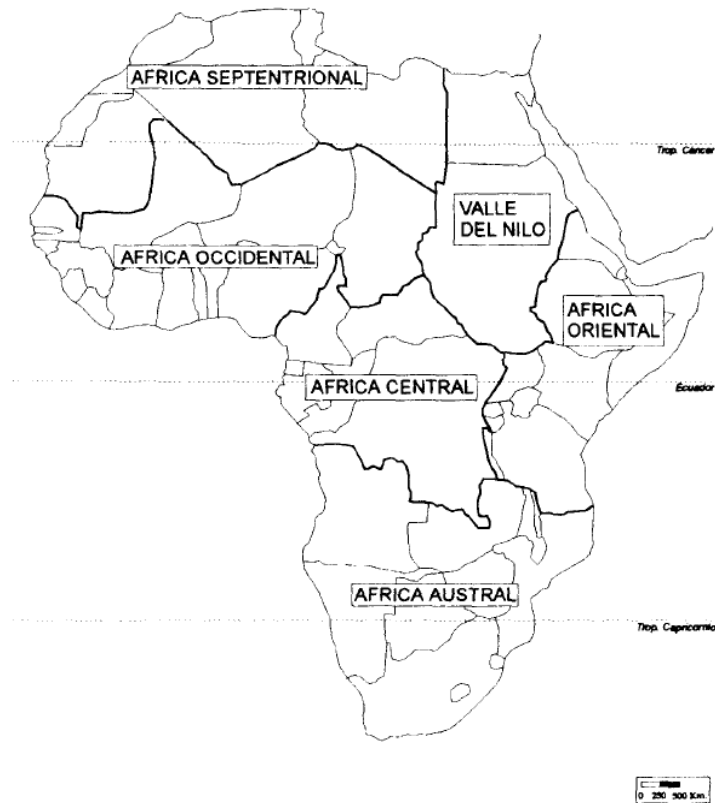 AFRICA SEPTENTRIONAL
Trop. Cáncer
VALLE
DEL NILO
AFRICA OCCIDENTAL
AFRICA
ORIENTAL
AFRICA CENTRAL
Ecuador
AFRICA AUSTRAL
Trop. Capricornio
0 250 500 Km.